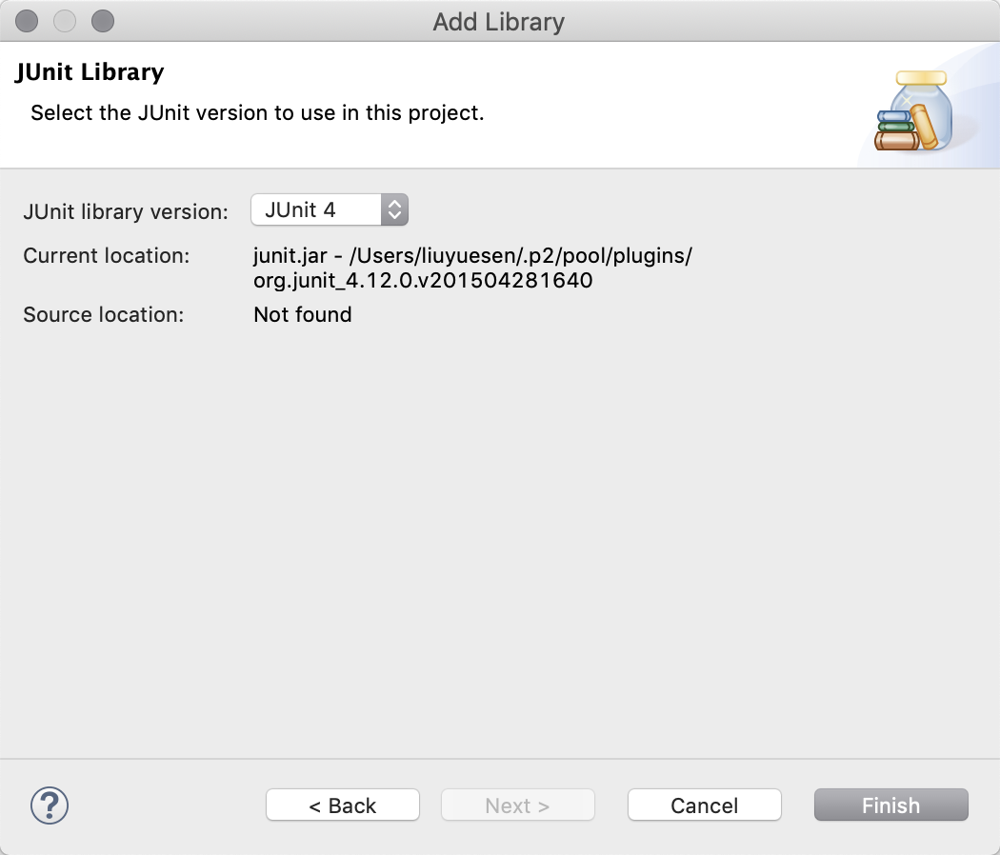 Add Library
JUnit Library
Select the JUnit version to use in this project.
JUnit library version: JUnit 4
Current location: junit.jar - /Users/liuyuesen/.p2/pool/plugins/
org.junit_4.12.0.v201504281640
Source location: Not found
? < Back Next > Cancel Finish